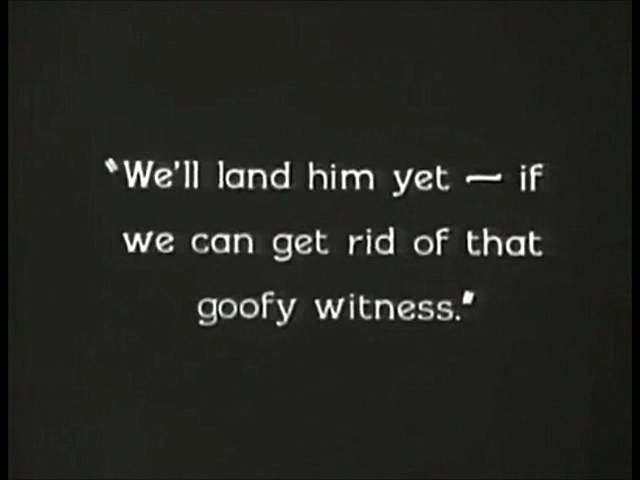 "We'll land him yet — if
we can get rid of that
goofy witness."